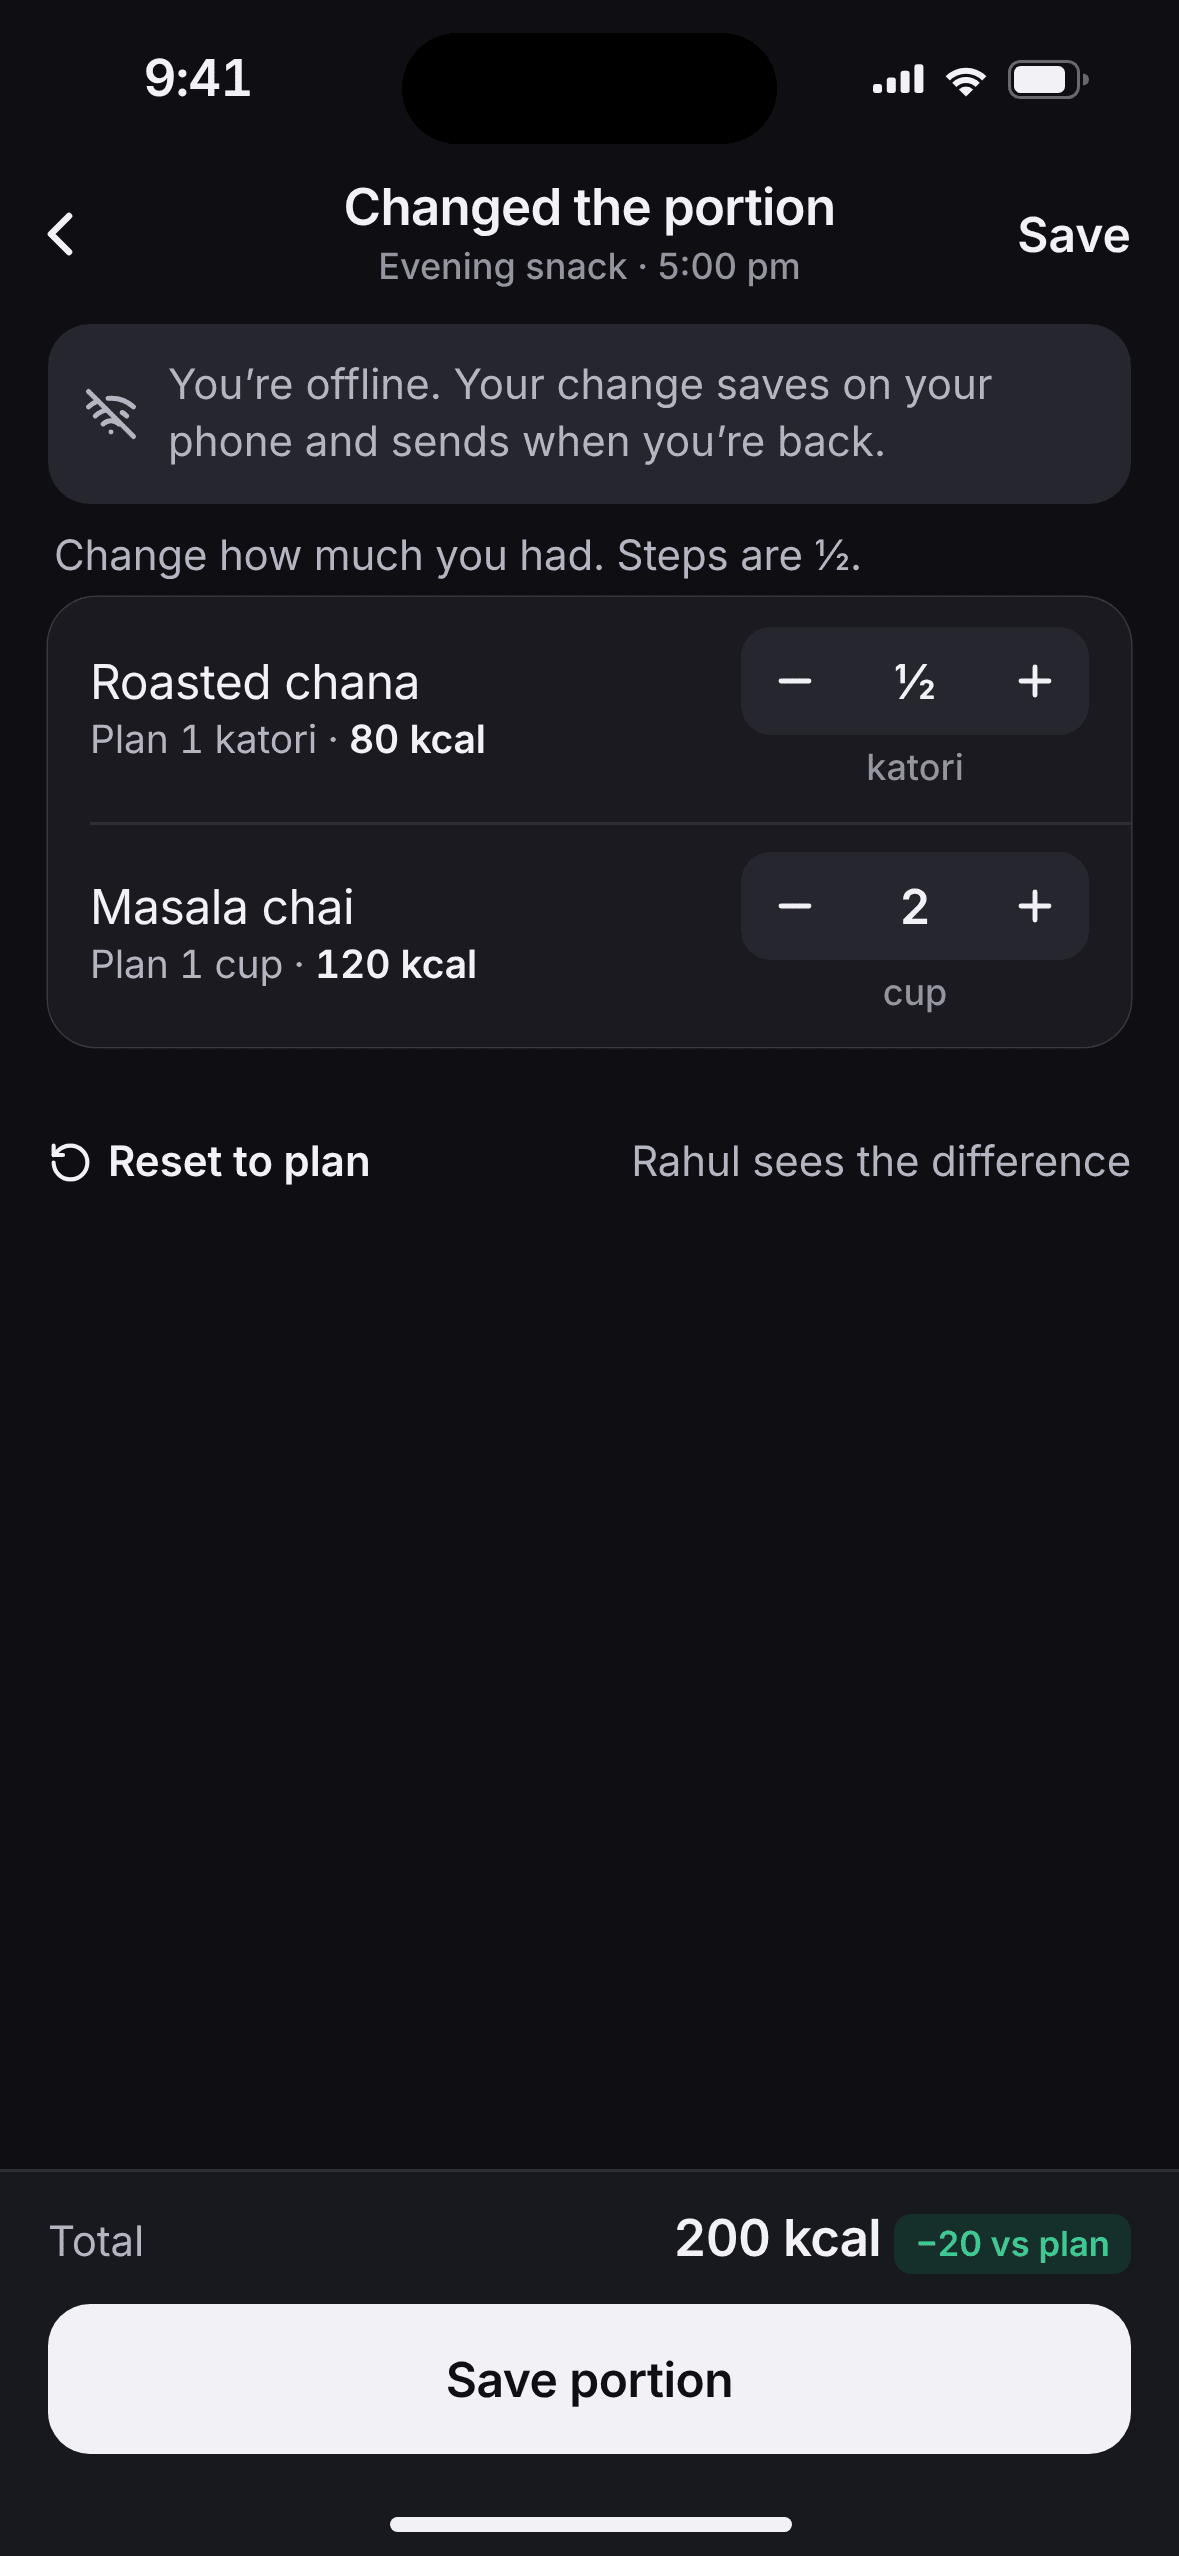 9:41
Changed the portion
Save
Evening snack · 5:00 pm
You’re offline. Your change saves on your
phone and sends when you’re back.
Change how much you had. Steps are ½.
Roasted chana
Plan 1 katori · 80 kcal
− ½ +
katori
Masala chai
Plan 1 cup · 120 kcal
− 2 +
cup
Reset to plan
Rahul sees the difference
Total
200 kcal
−20 vs plan
Save portion